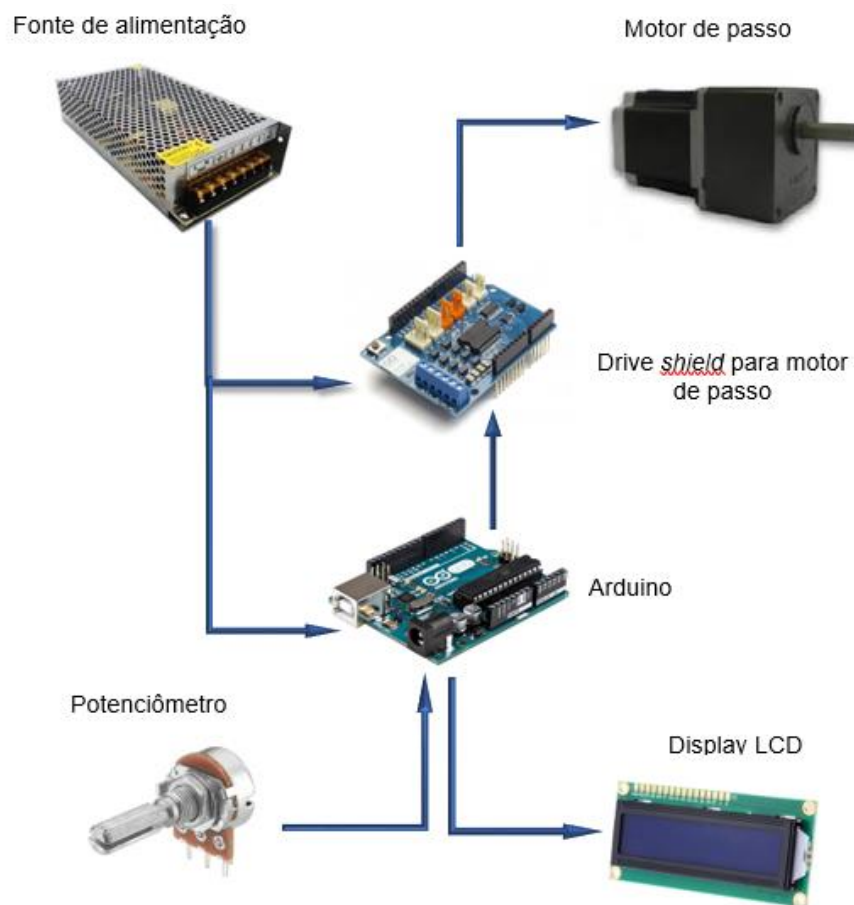 Fonte de alimentação
Motor de passo
Drive shield para motor
de passo
Arduino
Potenciômetro
Display LCD